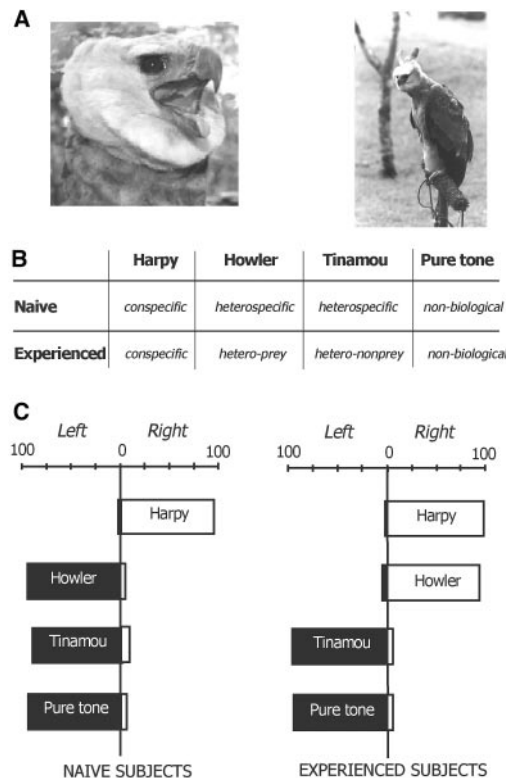 A
B
Harpy Howler Tinamou Pure tone
Naive conspecific heterospecific heterospecific non-biological
Experienced conspecific hetero-prey hetero-nonprey non-biological
C
Left Right Left Right
100 0 100 100 0 100
Harpy Harpy
Howler Howler
Tinamou Tinamou
Pure tone Pure tone
NAIVE SUBJECTS EXPERIENCED SUBJECTS